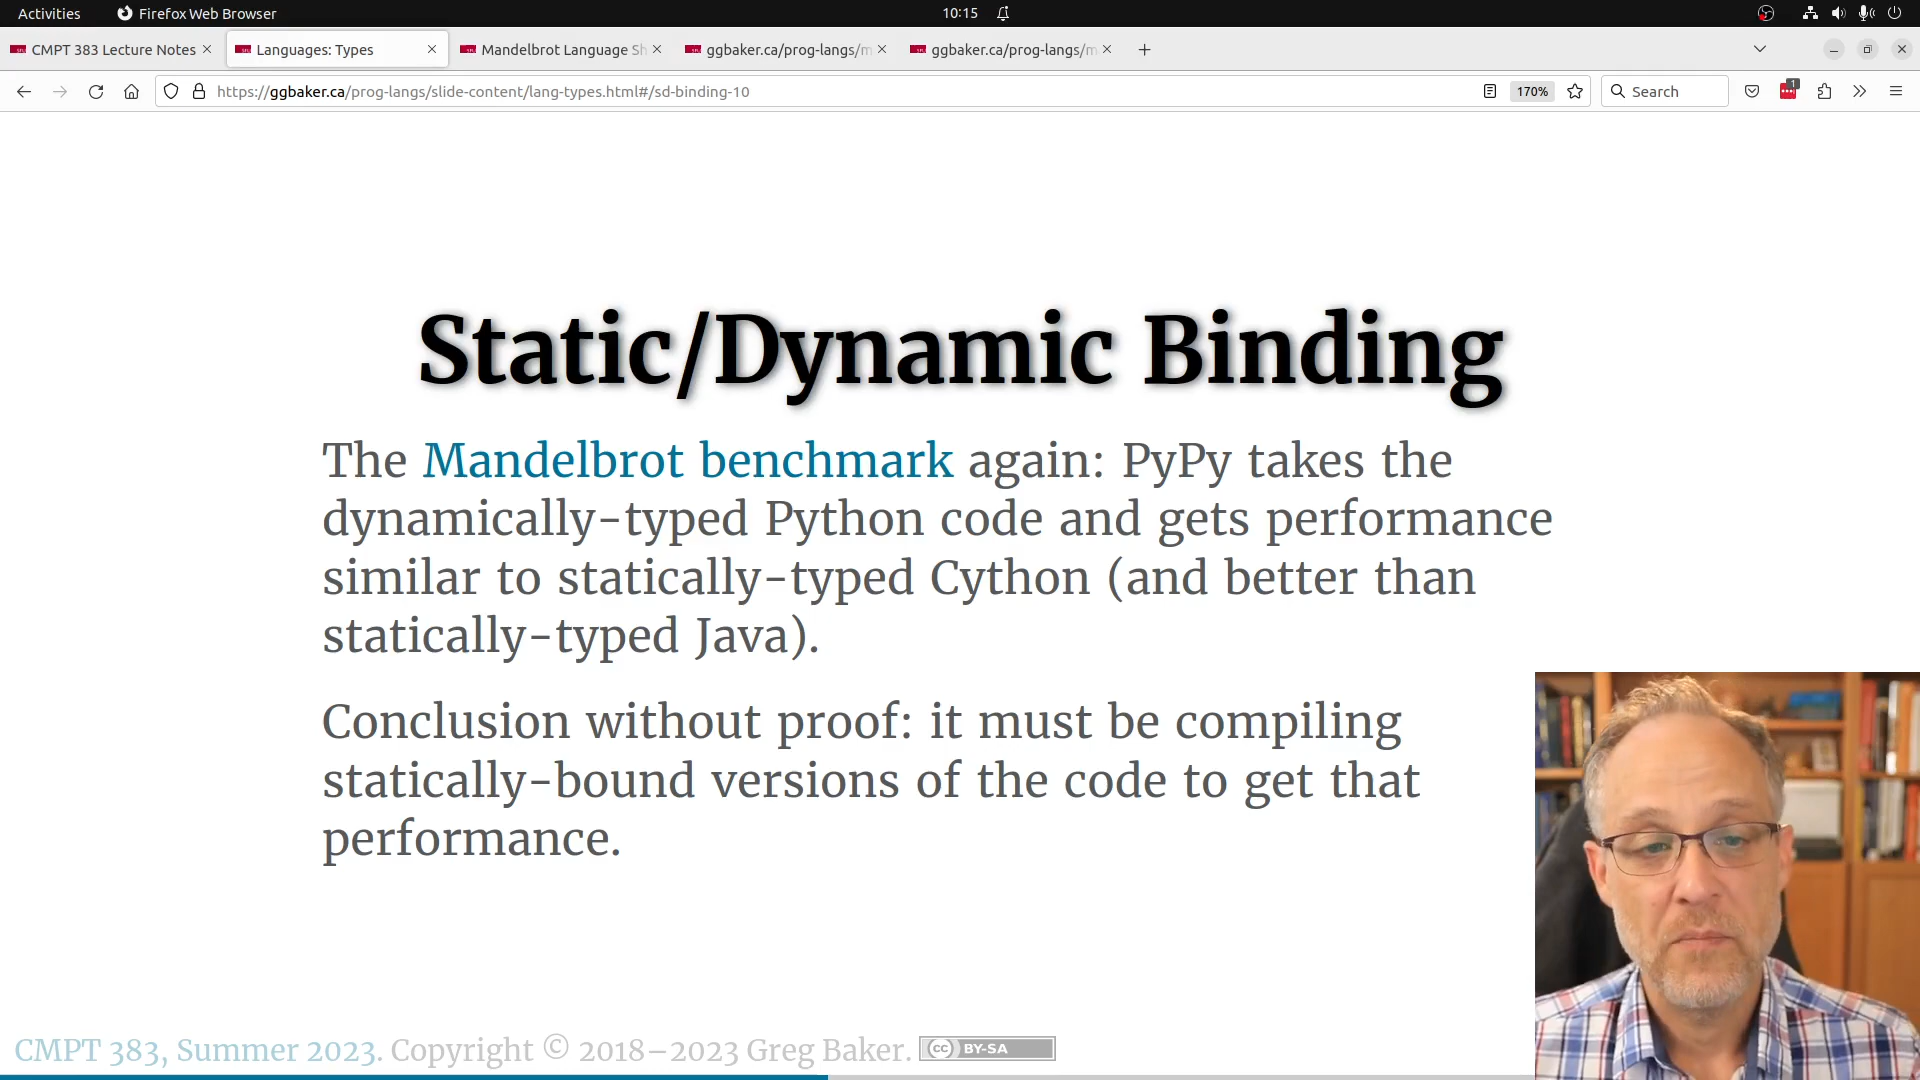 Activities
Firefox Web Browser
10:15
CMPT 383 Lecture Notes
Languages: Types
Mandelbrot Language Sh
ggbaker.ca/prog-langs/m
ggbaker.ca/prog-langs/m
https://ggbaker.ca/prog-langs/slide-content/lang-types.html#/sd-binding-10
170%
Search
1
Static/Dynamic Binding
The Mandelbrot benchmark again: PyPy takes the
dynamically-typed Python code and gets performance
similar to statically-typed Cython (and better than
statically-typed Java).
Conclusion without proof: it must be compiling
statically-bound versions of the code to get that
performance.
CMPT 383, Summer 2023. Copyright © 2018–2023 Greg Baker.
cc BY-SA